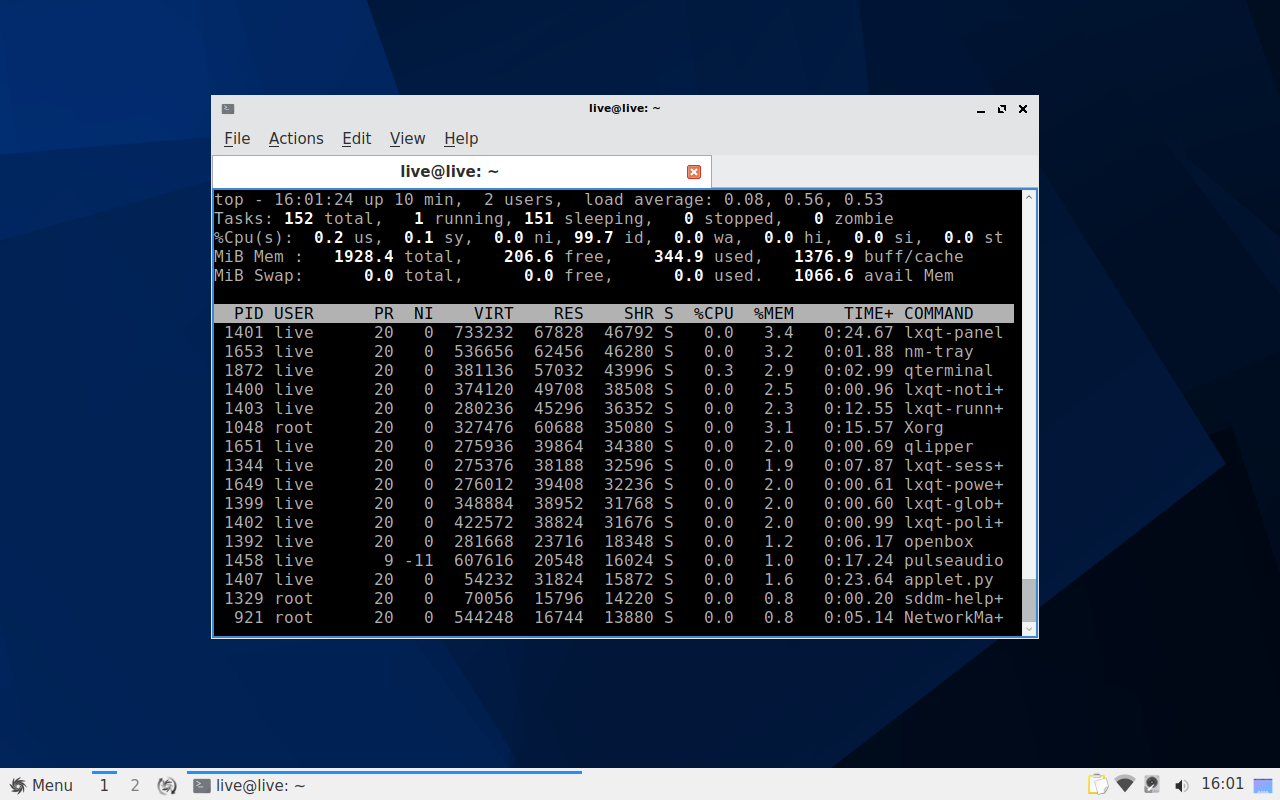 live@live: ~
File Actions Edit View Help
live@live: ~
top - 16:01:24 up 10 min,  2 users,  load average: 0.08, 0.56, 0.53
Tasks: 152 total,   1 running, 151 sleeping,   0 stopped,   0 zombie
%Cpu(s):  0.2 us,  0.1 sy,  0.0 ni, 99.7 id,  0.0 wa,  0.0 hi,  0.0 si,  0.0 st
MiB Mem :   1928.4 total,    206.6 free,    344.9 used,   1376.9 buff/cache
MiB Swap:      0.0 total,      0.0 free,      0.0 used.   1066.6 avail Mem
PID USER      PR  NI    VIRT    RES    SHR S  %CPU  %MEM     TIME+ COMMAND
1401 live      20   0  733232  67828  46792 S   0.0   3.4   0:24.67 lxqt-panel
1653 live      20   0  536656  62456  46280 S   0.0   3.2   0:01.88 nm-tray
1872 live      20   0  381136  57032  43996 S   0.3   2.9   0:02.99 qterminal
1400 live      20   0  374120  49708  38508 S   0.0   2.5   0:00.96 lxqt-noti+
1403 live      20   0  280236  45296  36352 S   0.0   2.3   0:12.55 lxqt-runn+
1048 root      20   0  327476  60688  35080 S   0.0   3.1   0:15.57 Xorg
1651 live      20   0  275936  39864  34380 S   0.0   2.0   0:00.69 qlipper
1344 live      20   0  275376  38188  32596 S   0.0   1.9   0:07.87 lxqt-sess+
1649 live      20   0  276012  39408  32236 S   0.0   2.0   0:00.61 lxqt-powe+
1399 live      20   0  348884  38952  31768 S   0.0   2.0   0:00.60 lxqt-glob+
1402 live      20   0  422572  38824  31676 S   0.0   2.0   0:00.99 lxqt-poli+
1392 live      20   0  281668  23716  18348 S   0.0   1.2   0:06.17 openbox
1458 live       9 -11  607616  20548  16024 S   0.0   1.0   0:17.24 pulseaudio
1407 live      20   0   54232  31824  15872 S   0.0   1.6   0:23.64 applet.py
1329 root      20   0   70056  15796  14220 S   0.0   0.8   0:00.20 sddm-help+
921 root      20   0  544248  16744  13880 S   0.0   0.8   0:05.14 NetworkMa+
Menu 1 2 live@live: ~ 16:01